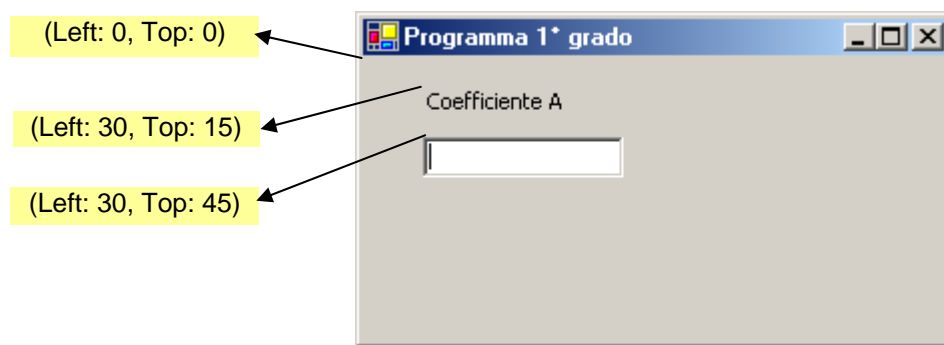 (Left: 0, Top: 0)
Programma 1° grado
(Left: 30, Top: 15)
Coefficiente A
(Left: 30, Top: 45)